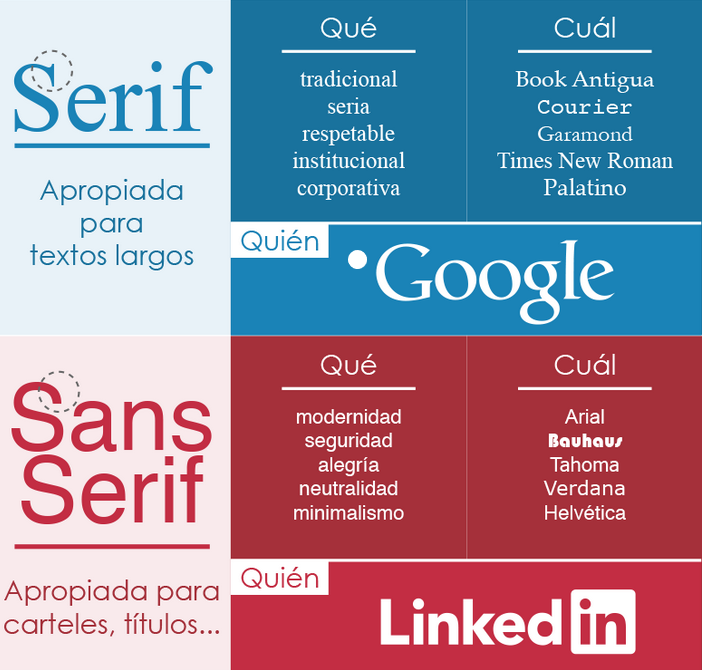 Serif
Apropiada
para
textos largos
Qué
tradicional
seria
respetable
institucional
corporativa
Cuál
Book Antigua
Courier
Garamond
Times New Roman
Palatino
Quién
Google
Sans
Serif
Apropiada para
carteles, títulos...
Qué
modernidad
seguridad
alegría
neutralidad
minimalismo
Cuál
Arial
Bauhaus
Tahoma
Verdana
Helvética
Quién
Linked in